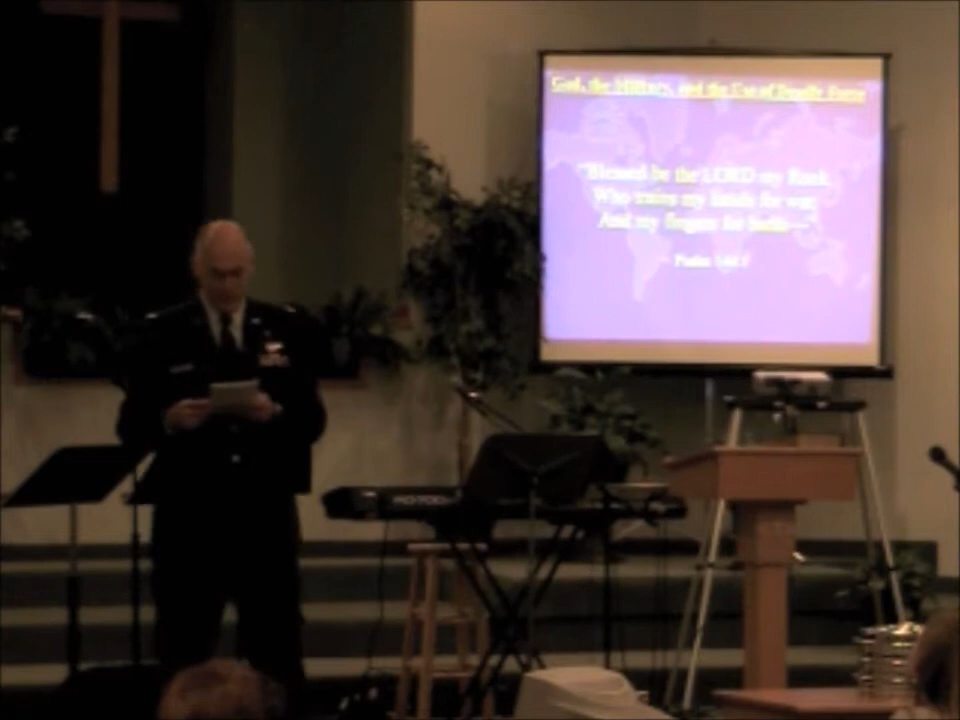 God, the Military, and the Use of Deadly Force
"Blessed be the LORD my Rock,
Who trains my hands for war,
And my fingers for battle—"
Psalm 144:1